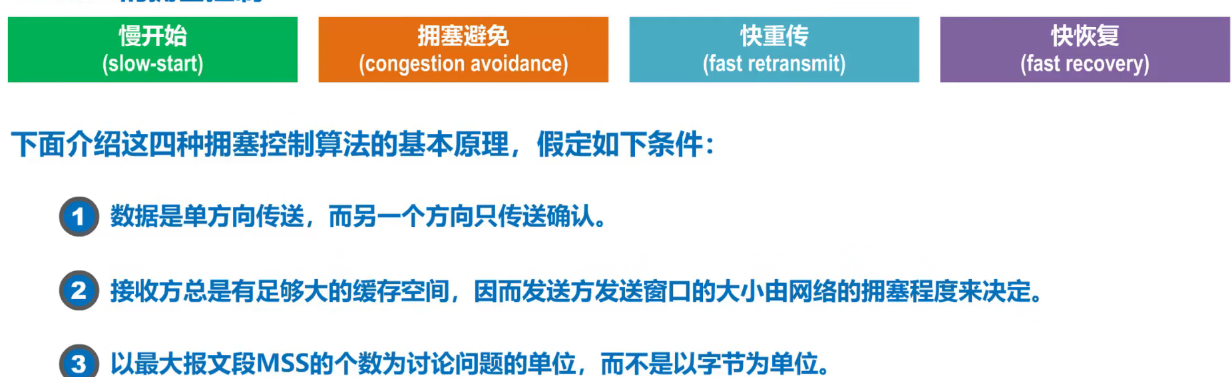 慢开始
(slow-start)
拥塞避免
(congestion avoidance)
快重传
(fast retransmit)
快恢复
(fast recovery)
下面介绍这四种拥塞控制算法的基本原理，假定如下条件：
1 数据是单方向传送，而另一个方向只传送确认。
2 接收方总是有足够大的缓存空间，因而发送方发送窗口的大小由网络的拥塞程度来决定。
3 以最大报文段MSS的个数为讨论问题的单位，而不是以字节为单位。